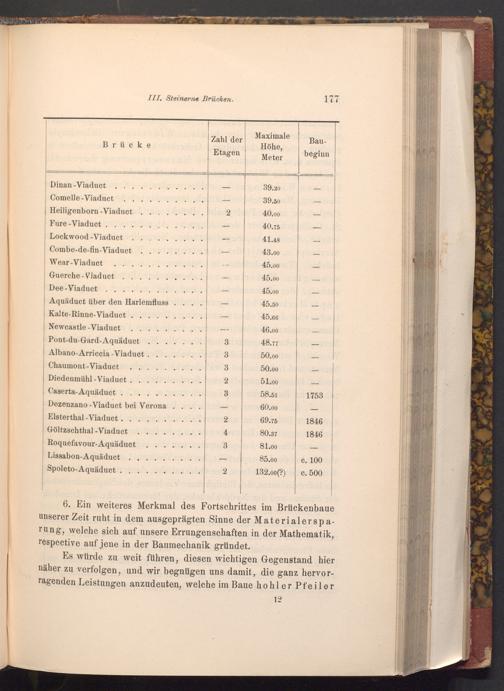 III. Steinerne Brücken. 177
Brücke Zahl der Etagen Maximale Höhe, Meter Baubeginn
Dinan-Viaduct . . . . . . . . . . . — 39.20 —
Comelle-Viaduct . . . . . . . . . . — 39.50 —
Heiligenborn-Viaduct . . . . . . . . 2 40.00 —
Fure-Viaduct . . . . . . . . . . . . — 40.75 —
Lockwood-Viaduct . . . . . . . . . — 41.48 —
Combe-de-fin-Viaduct . . . . . . . . — 43.00 —
Wear-Viaduct . . . . . . . . . . . — 45.00 —
Guerche-Viaduct . . . . . . . . . . — 45.00 —
Dee-Viaduct . . . . . . . . . . . . — 45.00 —
Aquäduct über den Harlemfluss . . . . — 45.50 —
Kalte-Rinne-Viaduct . . . . . . . . . — 45.66 —
Newcastle-Viaduct . . . . . . . . . — 46.00 —
Pont-du-Gard-Aquäduct . . . . . . . 3 48.77 —
Albano-Arriccia-Viaduct . . . . . . . 3 50.00 —
Chaumont-Viaduct . . . . . . . . . 3 50.00 —
Diedenmühl-Viaduct . . . . . . . . . 2 51.00 —
Caserta-Aquäduct . . . . . . . . . . 3 58.51 1753
Dezenzano-Viaduct bei Verona . . . . — 60.00 —
Elsterthal-Viaduct . . . . . . . . . . 2 69.75 1846
Göltzschthal-Viaduct . . . . . . . . 4 80.37 1846
Roquefavour-Aquäduct . . . . . . . . 3 81.00 —
Lissabon-Aquäduct . . . . . . . . . — 85.00 c. 100
Spoleto-Aquäduct . . . . . . . . . . 2 132.00(?) c. 500
6. Ein weiteres Merkmal des Fortschrittes im Brückenbaue
unserer Zeit ruht in dem ausgeprägten Sinne der Materialerspa-
rung, welche sich auf unsere Errungenschaften in der Mathematik,
respective auf jene in der Baumechanik gründet.
Es würde zu weit führen, diesen wichtigen Gegenstand hier
näher zu verfolgen, und wir begnügen uns damit, die ganz hervor-
ragenden Leistungen anzudeuten, welche im Baue hohler Pfeiler
12